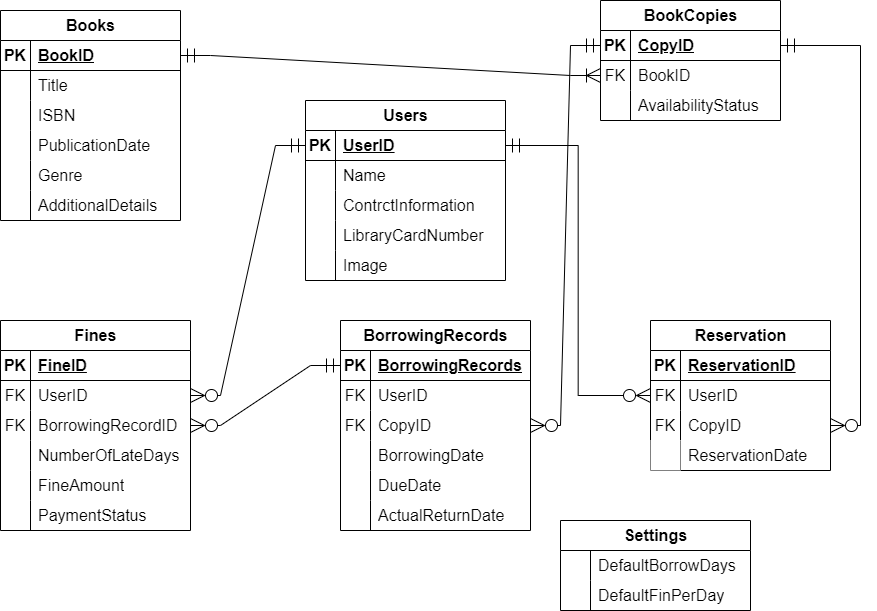 Books
PK BookID
Title
ISBN
PublicationDate
Genre
AdditionalDetails
BookCopies
PK CopyID
FK BookID
AvailabilityStatus
Users
PK UserID
Name
ContrctInformation
LibraryCardNumber
Image
Fines
PK FineID
FK UserID
FK BorrowingRecordID
NumberOfLateDays
FineAmount
PaymentStatus
BorrowingRecords
PK BorrowingRecords
FK UserID
FK CopyID
BorrowingDate
DueDate
ActualReturnDate
Reservation
PK ReservationID
FK UserID
FK CopyID
ReservationDate
Settings
DefaultBorrowDays
DefaultFinPerDay